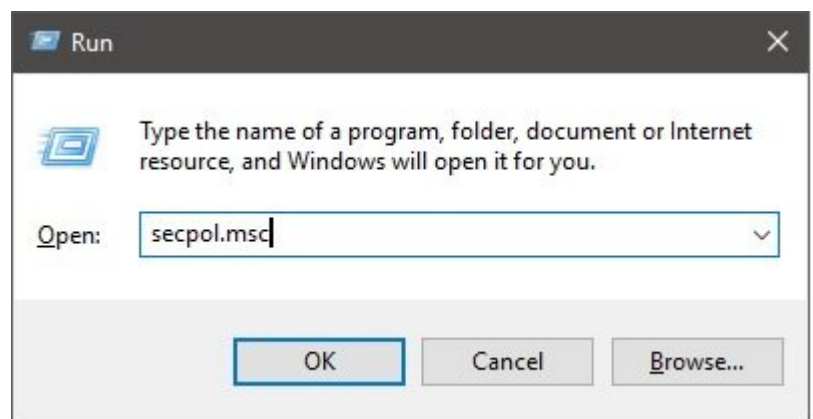 Run
Type the name of a program, folder, document or Internet
resource, and Windows will open it for you.
Open: secpol.msc
OK Cancel Browse...